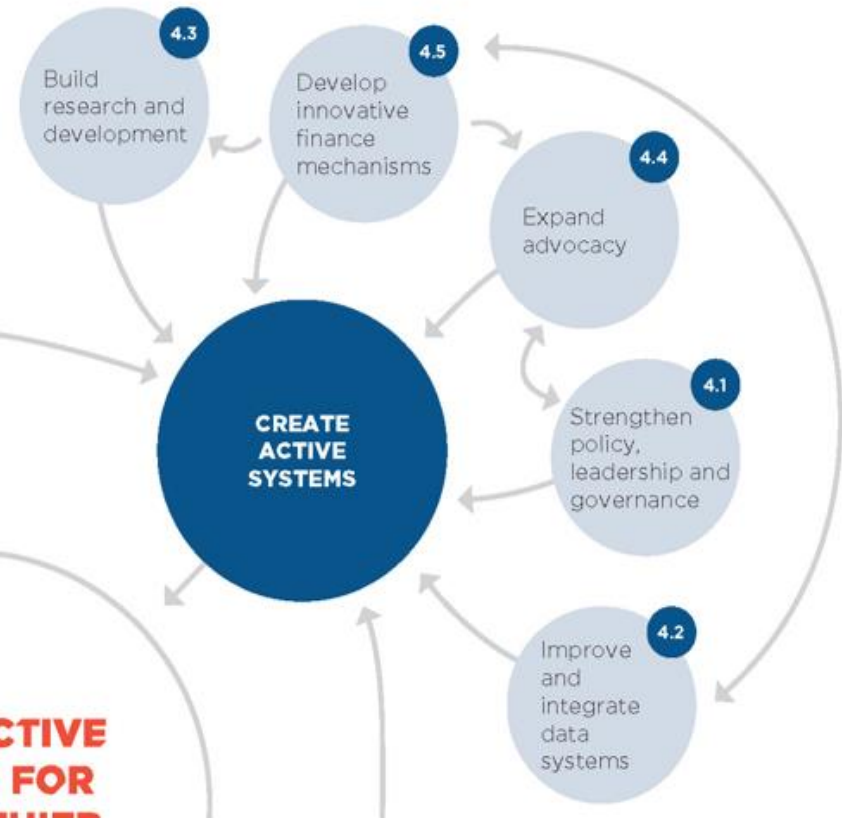 4.3
Build
research and
development
4.5
Develop
innovative
finance
mechanisms
4.4
Expand
advocacy
CREATE
ACTIVE
SYSTEMS
4.1
Strengthen
policy,
leadership and
governance
4.2
Improve
and
integrate
data
systems
FOR